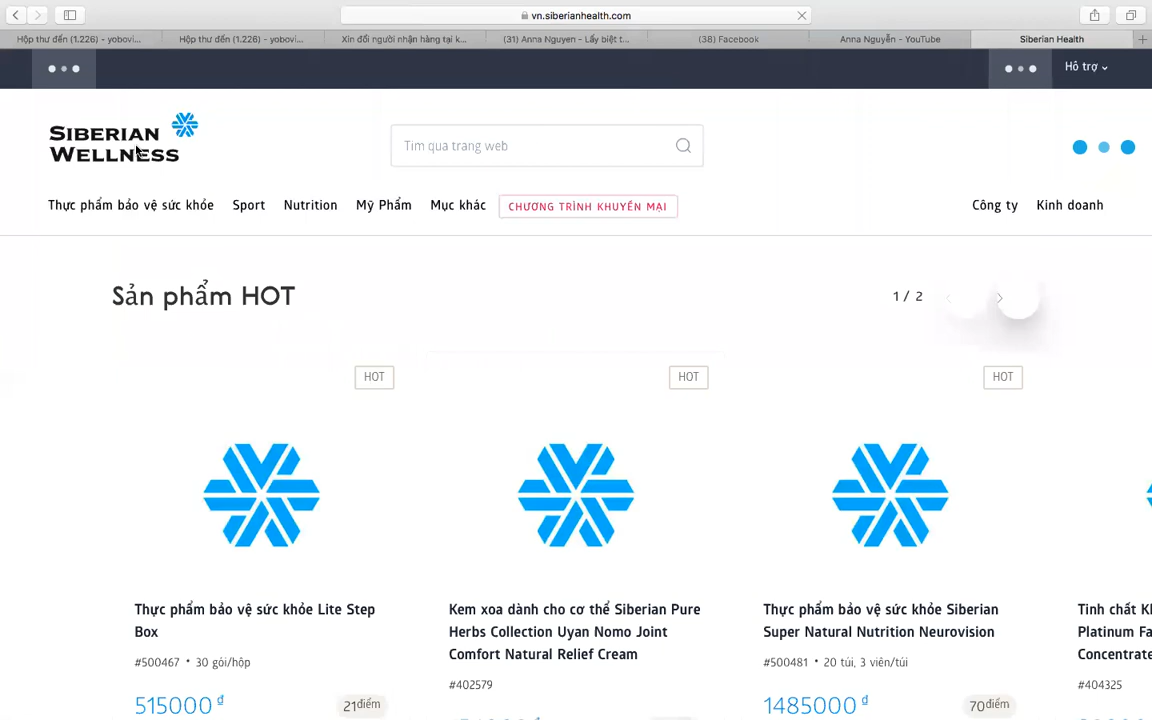 vn.siberianhealth.com
Hộp thư đến (1.226) - yobovi...
Hộp thư đến (1.226) - yobovi...
Xin đổi người nhận hàng tại k...
(31) Anna Nguyen - Lấy biệt t...
(38) Facebook
Anna Nguyễn - YouTube
Siberian Health
Hỗ trợ
SIBERIAN
WELLNESS
Tìm qua trang web
Thực phẩm bảo vệ sức khỏe
Sport
Nutrition
Mỹ Phẩm
Mục khác
CHƯƠNG TRÌNH KHUYẾN MẠI
Công ty
Kinh doanh
Sản phẩm HOT
1 / 2
HOT
HOT
HOT
Thực phẩm bảo vệ sức khỏe Lite Step
Box
#500467 • 30 gói/hộp
515000 ₫
21điểm
Kem xoa dành cho cơ thể Siberian Pure
Herbs Collection Uyan Nomo Joint
Comfort Natural Relief Cream
#402579
Thực phẩm bảo vệ sức khỏe Siberian
Super Natural Nutrition Neurovision
#500481 • 20 túi, 3 viên/túi
1485000 ₫
70điểm
Tinh chất
Platinum
Concentrate
#404325